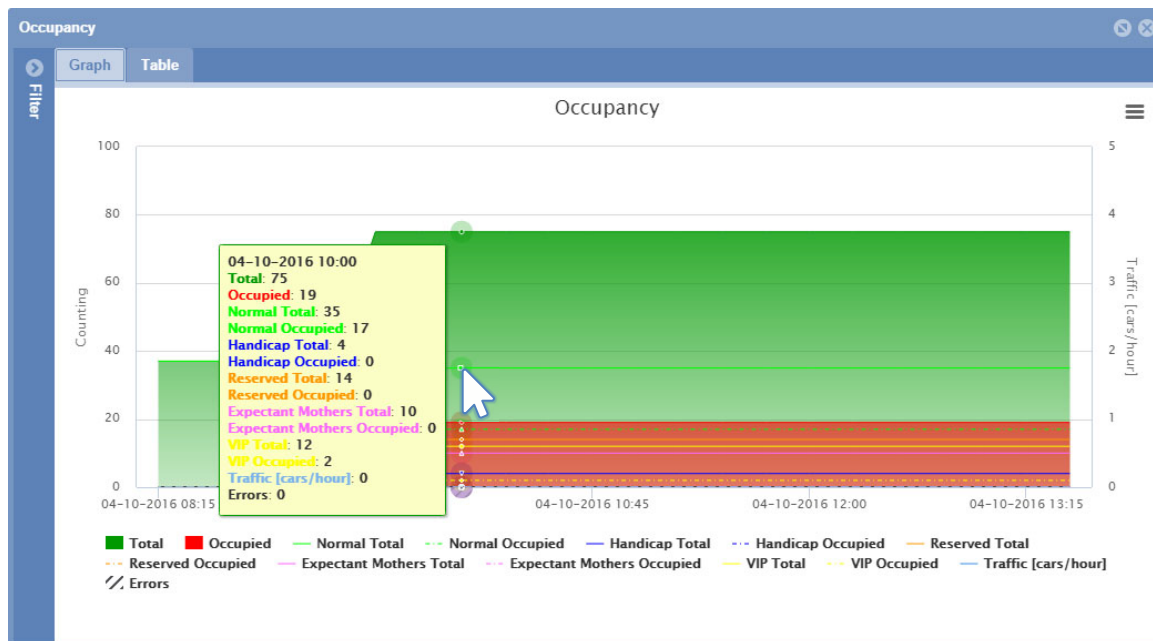 Occupancy
Filter
Graph Table
Occupancy
100
80
60
40
20
0
Counting
5
4
3
2
1
0
Traffic [cars/hour]
04-10-2016 10:00
Total: 75
Occupied: 19
Normal Total: 35
Normal Occupied: 17
Handicap Total: 4
Handicap Occupied: 0
Reserved Total: 14
Reserved Occupied: 0
Expectant Mothers Total: 10
Expectant Mothers Occupied: 0
VIP Total: 12
VIP Occupied: 2
Traffic [cars/hour]: 0
Errors: 0
04-10-2016 08:15 04-10-2016 10:45 04-10-2016 12:00 04-10-2016 13:15
Total Occupied Normal Total Normal Occupied Handicap Total Handicap Occupied Reserved Total
Reserved Occupied Expectant Mothers Total Expectant Mothers Occupied VIP Total VIP Occupied Traffic [cars/hour]
Errors